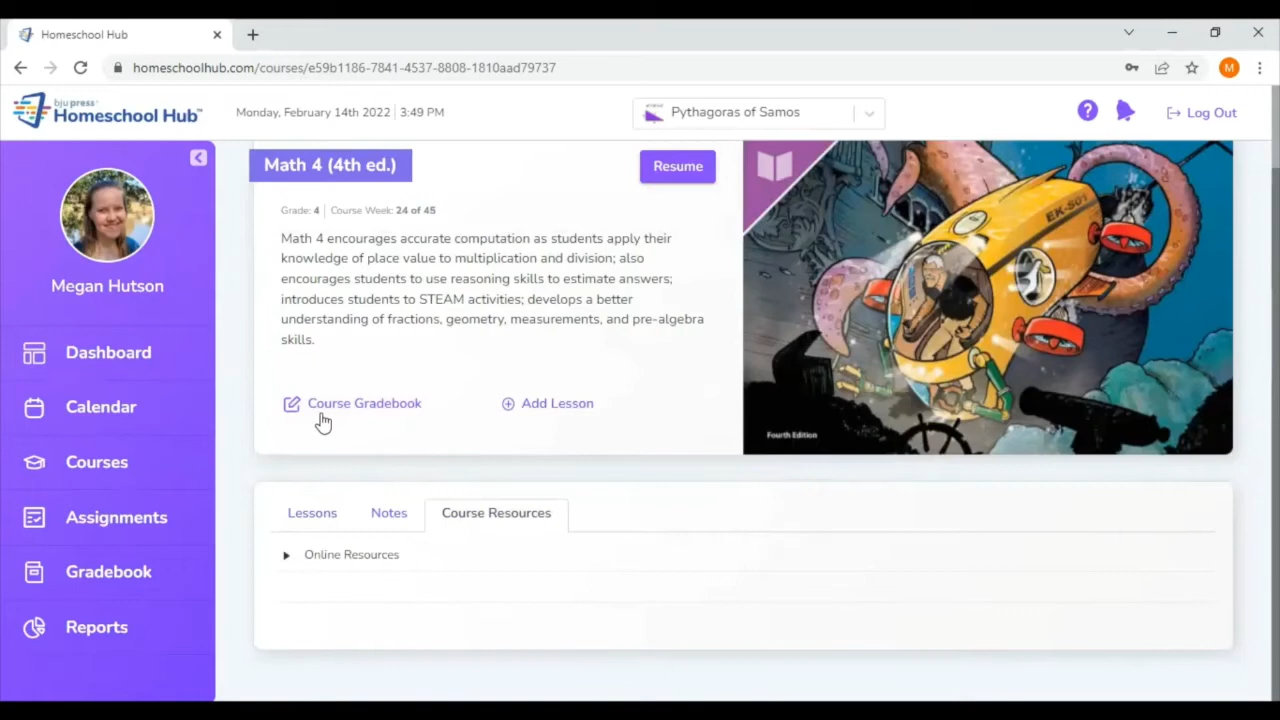 Homeschool Hub
homeschoolhub.com/courses/e59b1186-7841-4537-8808-1810aad79737
M
bju press
Homeschool Hub™
Monday, February 14th 2022 | 3:49 PM
Pythagoras of Samos
?
Log Out
Megan Hutson
Dashboard
Calendar
Courses
Assignments
Gradebook
Reports
Math 4 (4th ed.)
Resume
Grade: 4 | Course Week: 24 of 45
Math 4 encourages accurate computation as students apply their
knowledge of place value to multiplication and division; also
encourages students to use reasoning skills to estimate answers;
introduces students to STEAM activities; develops a better
understanding of fractions, geometry, measurements, and pre-algebra
skills.
Course Gradebook
Add Lesson
EK-S01
Fourth Edition
Lessons
Notes
Course Resources
Online Resources